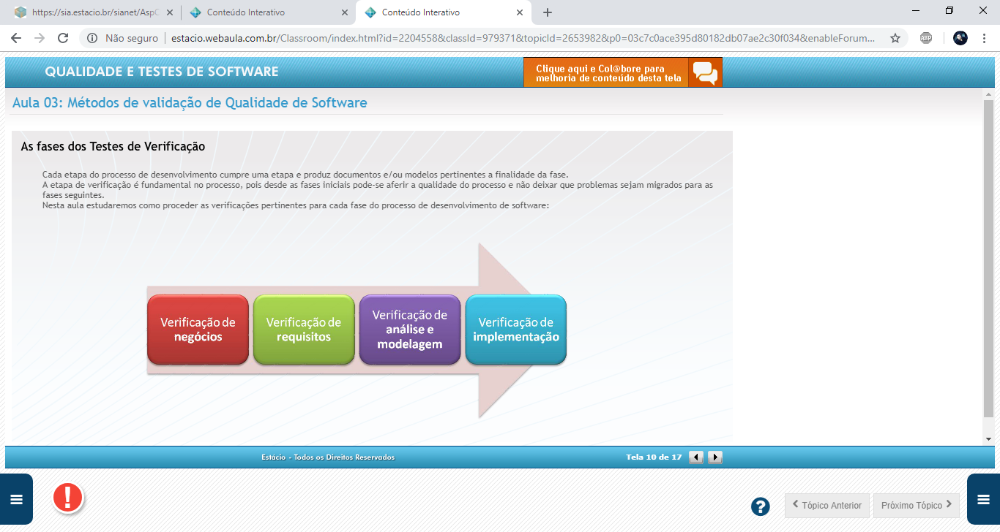 https://sia.estacio.br/sianet/AspC
Conteúdo Interativo
Conteúdo Interativo
Não seguro
estacio.webaula.com.br/Classroom/index.html?id=2204558&classId=979371&topicId=2653982&p0=03c7c0ace395d80182db07ae2c30f034&enableForum...
ABP
QUALIDADE E TESTES DE SOFTWARE
Clique aqui e Col@bore para
melhoria de conteúdo desta tela
Aula 03: Métodos de validação de Qualidade de Software
As fases dos Testes de Verificação
Cada etapa do processo de desenvolvimento cumpre uma etapa e produz documentos e/ou modelos pertinentes a finalidade da fase.
A etapa de verificação é fundamental no processo, pois desde as fases iniciais pode-se aferir a qualidade do processo e não deixar que problemas sejam migrados para as
fases seguintes.
Nesta aula estudaremos como proceder as verificações pertinentes para cada fase do processo de desenvolvimento de software:
Verificação de
negócios
Verificação de
requisitos
Verificação de
análise e
modelagem
Verificação de
implementação
Estácio - Todos os Direitos Reservados
Tela 10 de 17
!
?
Tópico Anterior
Próximo Tópico